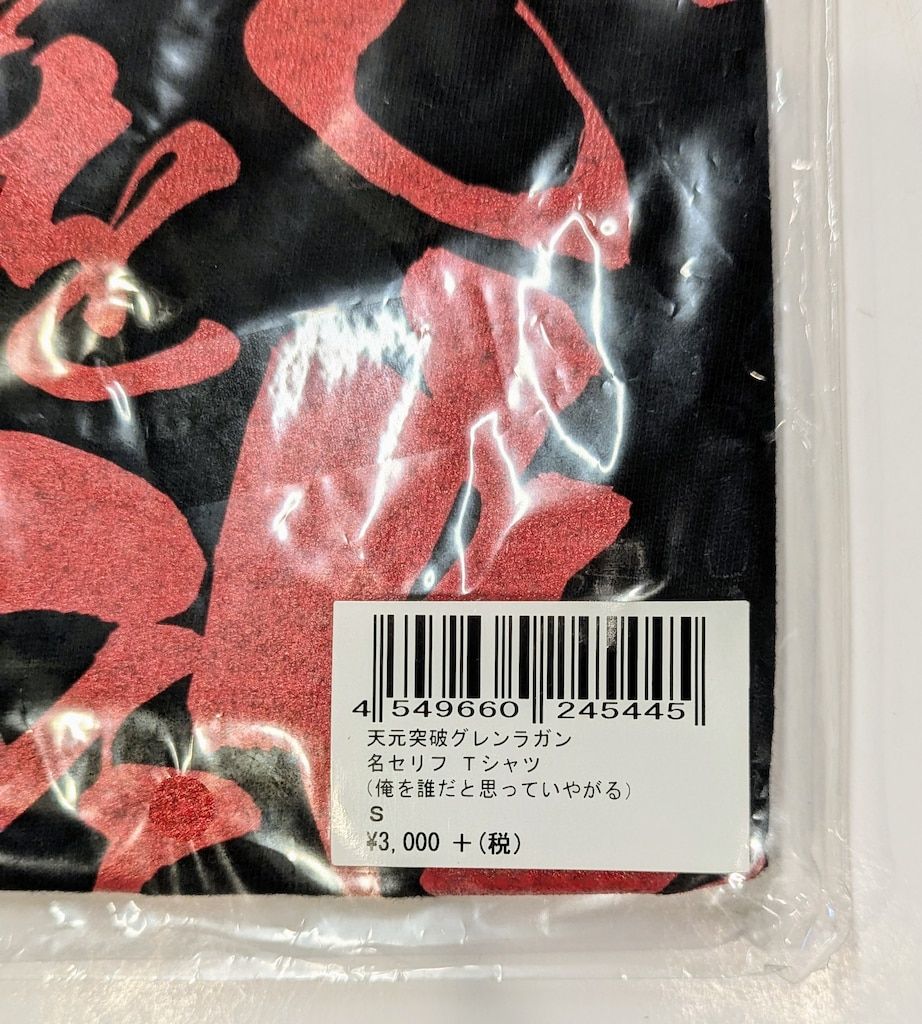 4 549660 245445
天元突破グレンラガン
名セリフ Tシャツ
(俺を誰だと思っていやがる)
S
¥3,000 +(税)